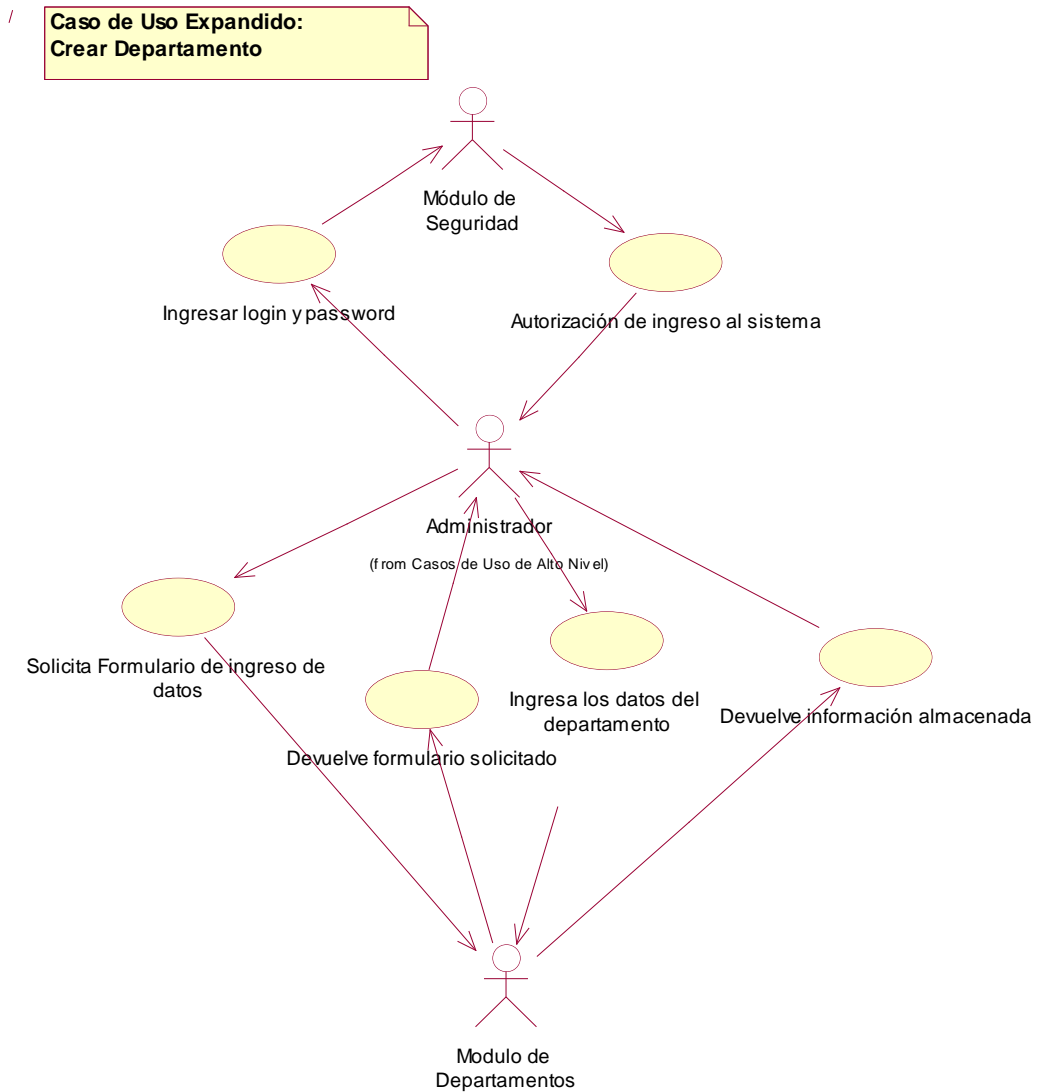 /
Caso de Uso Expandido:
Crear Departamento
Módulo de
Seguridad
Ingresar login y password
Autorización de ingreso al sistema
Administrador
(from Casos de Uso de Alto Nivel)
Solicita Formulario de ingreso de
datos
Ingresa los datos del
departamento
Devuelve información almacenada
Devuelve formulario solicitado
Modulo de
Departamentos